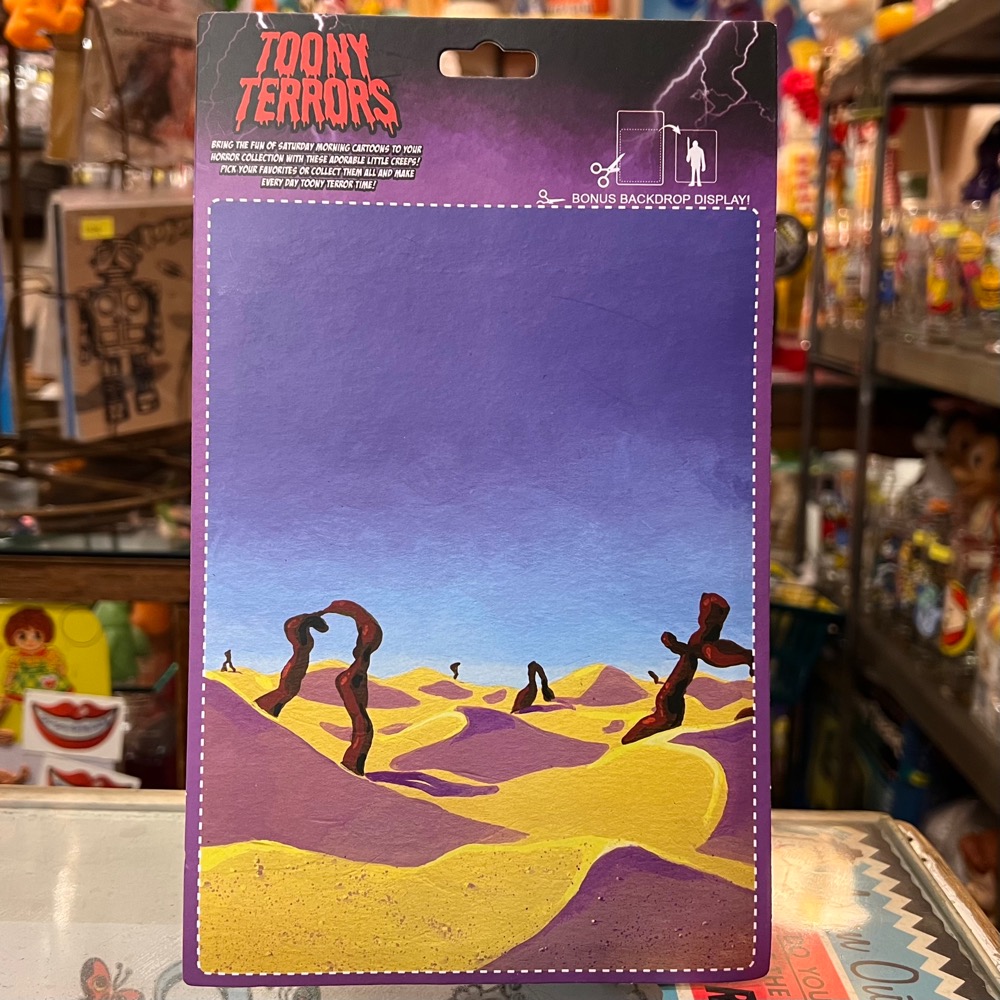 TOONY
TERRORS
BRING THE FUN OF SATURDAY MORNING CARTOONS TO YOUR
HORROR COLLECTION WITH THESE ADORABLE LITTLE CREEPS!
PICK YOUR FAVORITES OR COLLECT THEM ALL AND MAKE
EVERY DAY TOONY TERROR TIME!
BONUS BACKDROP DISPLAY!